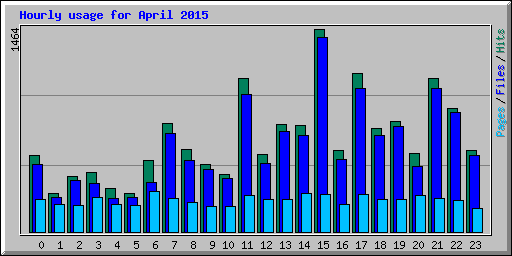 Hourly usage for April 2015
1464
Pages / Files / Hits
0 1 2 3 4 5 6 7 8 9 10 11 12 13 14 15 16 17 18 19 20 21 22 23